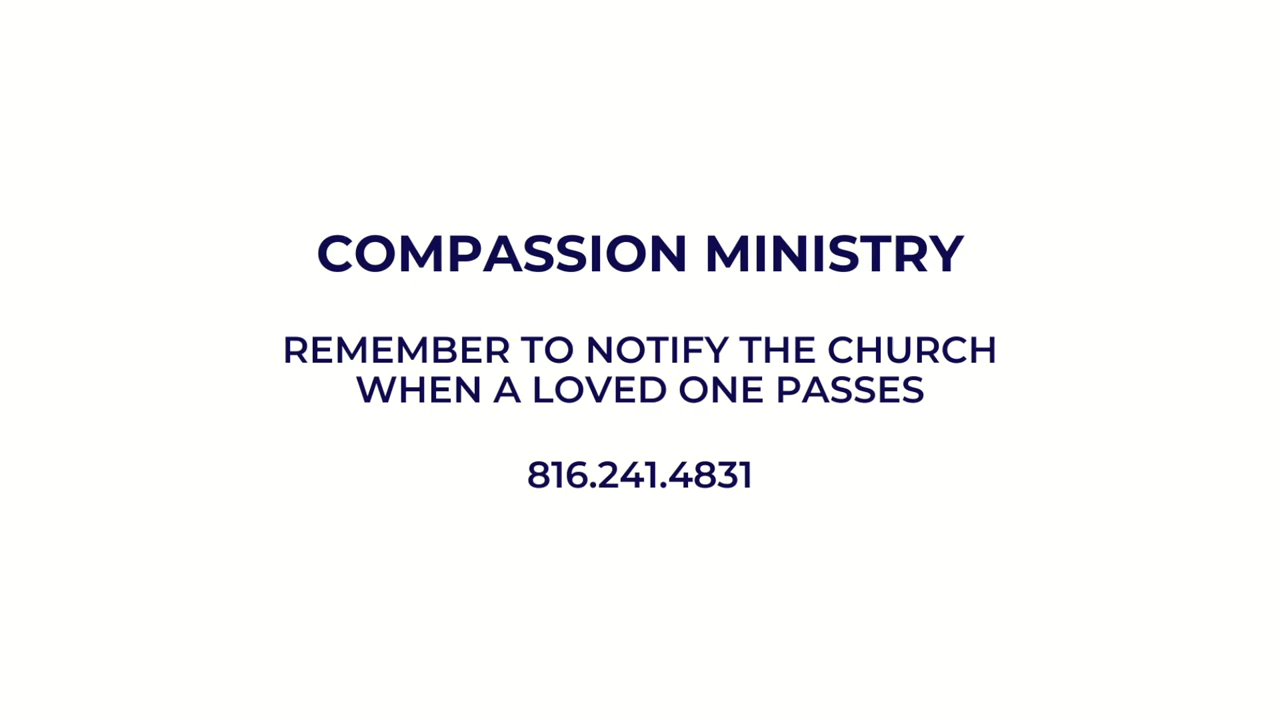 COMPASSION MINISTRY
REMEMBER TO NOTIFY THE CHURCH
WHEN A LOVED ONE PASSES
816.241.4831